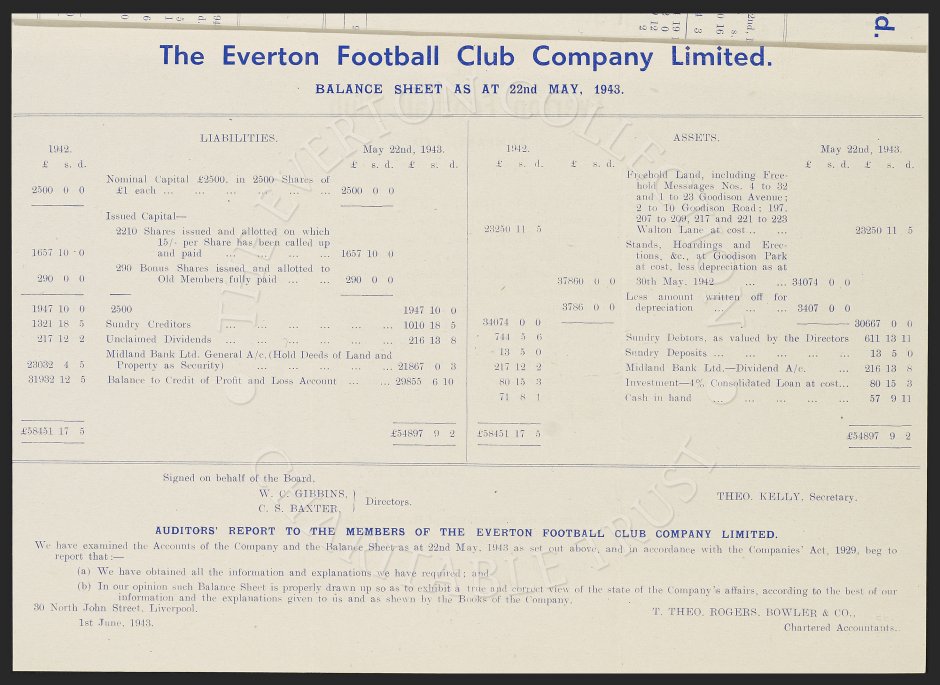 The Everton Football Club Company Limited.
BALANCE SHEET AS AT 22nd MAY, 1943.
LIABILITIES.
1942. May 22nd, 1943.
£ s. d. £ s. d. £ s. d.
Nominal Capital £2500, in 2500 Shares of
2500 0 0 £1 each ... ... ... ... ... ... 2500 0 0
Issued Capital—
2210 Shares issued and allotted on which
15/- per Share has been called up
1657 10 0 and paid ... ... ... ... 1657 10 0
290 Bonus Shares issued and allotted to
290 0 0 Old Members fully paid ... ... 290 0 0
1947 10 0 2500 1947 10 0
1321 18 5 Sundry Creditors ... ... ... ... ... ... ... 1010 18 5
217 12 2 Unclaimed Dividends ... ... ... ... ... ... 216 13 8
Midland Bank Ltd. General A/c. (Hold Deeds of Land and
23032 4 5 Property as Security) ... ... ... ... ... 21867 0 3
31932 12 5 Balance to Credit of Profit and Loss Account ... ... 29855 6 10
£58451 17 5 £54897 9 2
ASSETS.
1942. May 22nd, 1943.
£ s. d. £ s. d. £ s. d. £ s. d.
Freehold Land, including Free-
hold Messuages Nos. 4 to 32
and 1 to 23 Goodison Avenue;
2 to 10 Goodison Road; 197,
207 to 209, 217 and 221 to 223
23250 11 5 Walton Lane at cost ... ... 23250 11 5
Stands, Hoardings and Erec-
tions, &c., at Goodison Park
at cost, less depreciation as at
37860 0 0 30th May, 1942 ... ... 34074 0 0
Less amount written off for
3786 0 0 depreciation ... ... ... 3407 0 0
34074 0 0 30667 0 0
744 5 6 Sundry Debtors, as valued by the Directors 611 13 11
13 5 0 Sundry Deposits ... ... ... ... ... 13 5 0
217 12 2 Midland Bank Ltd.—Dividend A/c. ... 216 13 8
80 15 3 Investment—4% Consolidated Loan at cost... 80 15 3
71 8 1 Cash in hand ... ... ... ... ... 57 9 11
£58451 17 5 £54897 9 2
Signed on behalf of the Board.
W. C. GIBBINS,
C. S. BAXTER, Directors.
THEO. KELLY, Secretary.
AUDITORS' REPORT TO THE MEMBERS OF THE EVERTON FOOTBALL CLUB COMPANY LIMITED.
We have examined the Accounts of the Company and the Balance Sheet as at 22nd May, 1943 as set out above, and in accordance with the Companies' Act, 1929, beg to
report that:—
(a) We have obtained all the information and explanations we have required; and
(b) In our opinion such Balance Sheet is properly drawn up so as to exhibit a true and correct view of the state of the Company's affairs, according to the best of our
information and the explanations given to us and as shewn by the Books of the Company.
30 North John Street, Liverpool.
1st June, 1943.
T. THEO. ROGERS, BOWLER & CO.,
Chartered Accountants.
THE EVERTON COLLECTION CHARITABLE TRUST